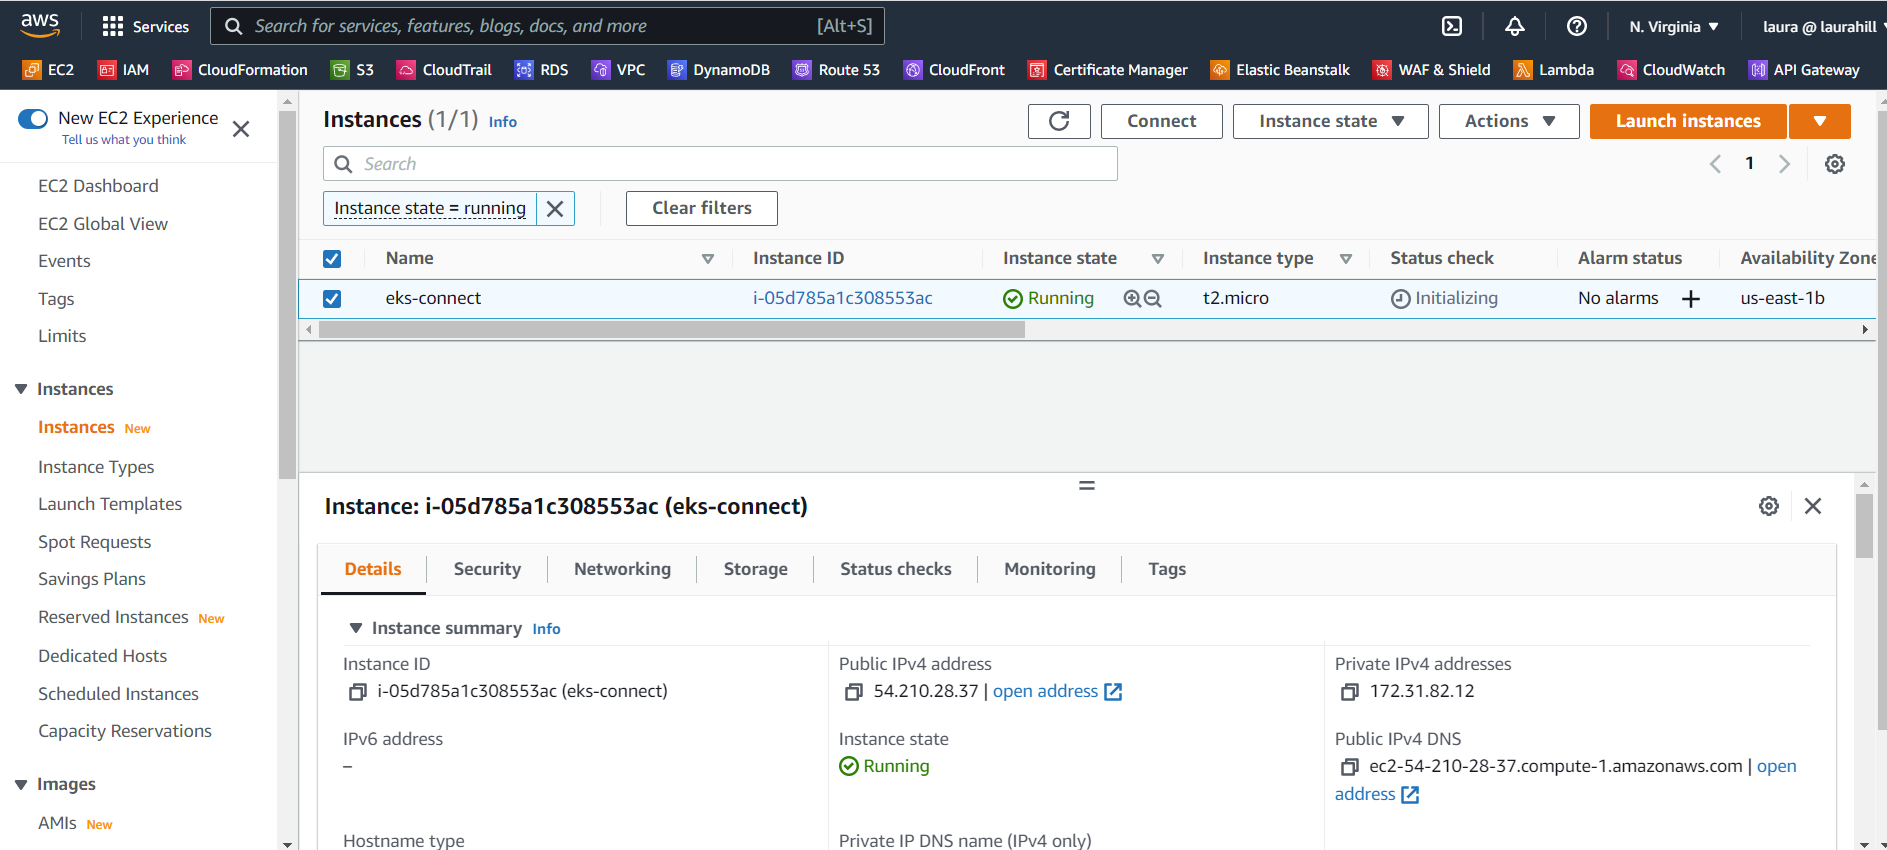 aws
Services
Search for services, features, blogs, docs, and more [Alt+S]
N. Virginia
laura @ laurahill
EC2 IAM CloudFormation S3 CloudTrail RDS VPC DynamoDB Route 53 CloudFront Certificate Manager Elastic Beanstalk WAF & Shield Lambda CloudWatch API Gateway
New EC2 Experience
Tell us what you think
EC2 Dashboard
EC2 Global View
Events
Tags
Limits
Instances
Instances New
Instance Types
Launch Templates
Spot Requests
Savings Plans
Reserved Instances New
Dedicated Hosts
Scheduled Instances
Capacity Reservations
Images
AMIs New
Instances (1/1) Info
Connect
Instance state
Actions
Launch instances
Search
1
Instance state = running
Clear filters
Name Instance ID Instance state Instance type Status check Alarm status Availability Zone
eks-connect i-05d785a1c308553ac Running t2.micro Initializing No alarms + us-east-1b
Instance: i-05d785a1c308553ac (eks-connect)
Details Security Networking Storage Status checks Monitoring Tags
Instance summary Info
Instance ID
i-05d785a1c308553ac (eks-connect)
Public IPv4 address
54.210.28.37 | open address
Private IPv4 addresses
172.31.82.12
IPv6 address
–
Instance state
Running
Public IPv4 DNS
ec2-54-210-28-37.compute-1.amazonaws.com | open
address
Hostname type
Private IP DNS name (IPv4 only)